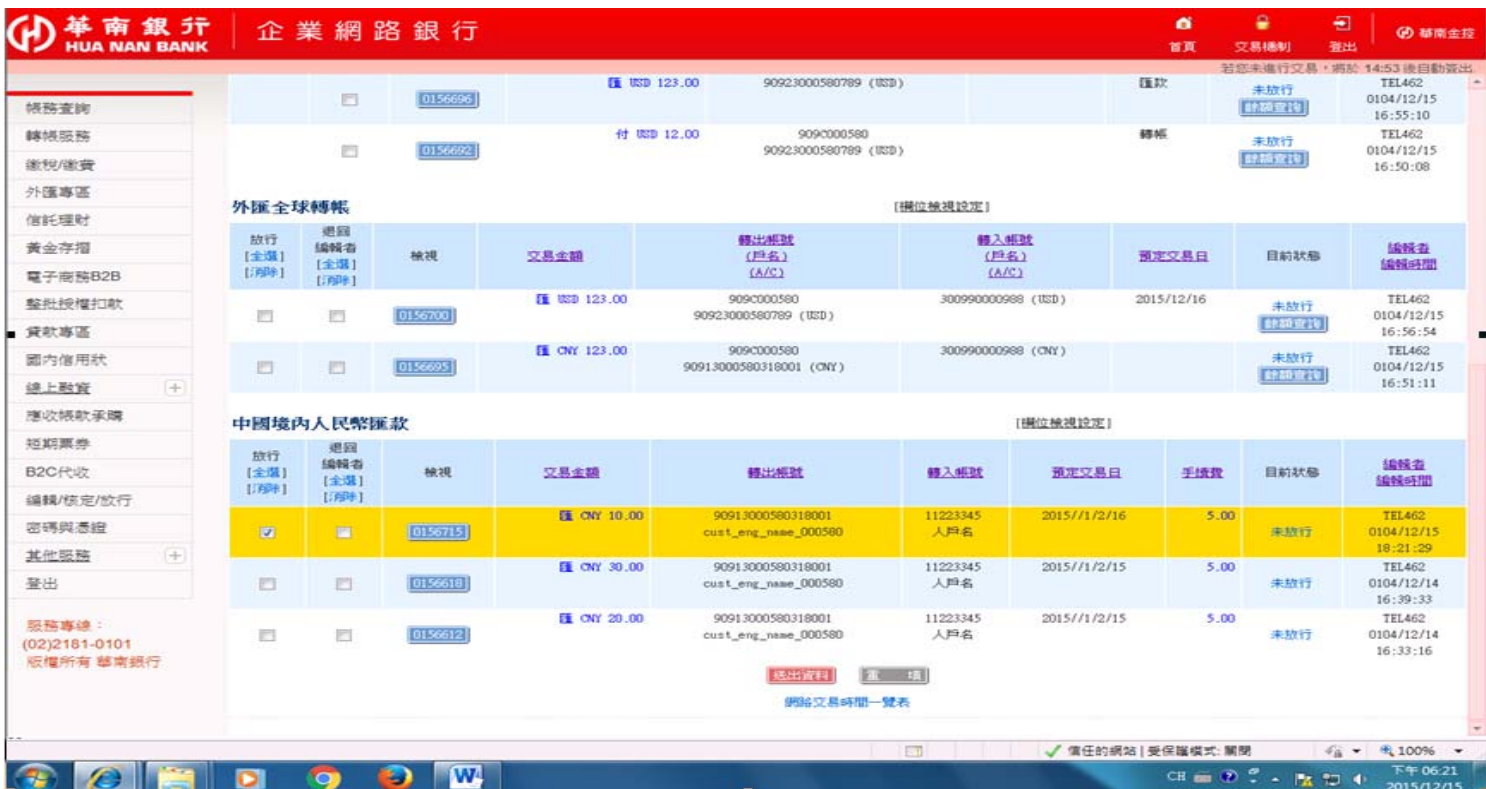 華南銀行
HUA NAN BANK
企業網路銀行
首頁 交易機制 登出 華南金控
若您未進行交易，將於 14:53 後自動簽出.
帳務查詢
轉帳服務
繳稅/繳費
外匯專區
信託理財
黃金存摺
電子商務B2B
整批授權扣款
貸款專區
國內信用狀
線上融資 +
應收帳款承購
短期票券
B2C代收
編輯/核定/放行
密碼與憑證
其他服務 +
登出
服務專線：
(02)2181-0101
版權所有 華南銀行
匯 USD 123.00 90923000580789 (USD) 匯款 TEL462
0156696 未放行 0104/12/15
餘額查詢 16:55:10
付 USD 12.00 909C000580 轉帳 TEL462
0156692 90923000580789 (USD) 未放行 0104/12/15
餘額查詢 16:50:08
外匯全球轉帳 [欄位檢視設定]
放行 [全選] [消除]
退回 編輯者 [全選] [消除]
檢視
交易金額
轉出帳號 (戶名) (A/C)
轉入帳號 (戶名) (A/C)
預定交易日
目前狀態
編輯者 編輯時間
匯 USD 123.00 909C000580 300990000988 (USD) 2015/12/16 TEL462
0156700 90923000580789 (USD) 未放行 0104/12/15
餘額查詢 16:56:54
匯 CNY 123.00 909C000580 300990000988 (CNY) TEL462
0156695 90913000580318001 (CNY) 未放行 0104/12/15
餘額查詢 16:51:11
中國境內人民幣匯款 [欄位檢視設定]
放行 [全選] [消除]
退回 編輯者 [全選] [消除]
檢視
交易金額
轉出帳號
轉入帳號
預定交易日
手續費
目前狀態
編輯者 編輯時間
匯 CNY 10.00 90913000580318001 11223345 2015//1/2/16 5.00 TEL462
0156715 cust_eng_name_000580 人戶名 未放行 0104/12/15
18:21:29
匯 CNY 30.00 90913000580318001 11223345 2015//1/2/15 5.00 TEL462
0156618 cust_eng_name_000580 人戶名 未放行 0104/12/14
16:39:33
匯 CNY 20.00 90913000580318001 11223345 2015//1/2/15 5.00 TEL462
0156612 cust_eng_name_000580 人戶名 未放行 0104/12/14
16:33:16
送出資料 重 填
網路交易時間一覽表
信任的網站 | 受保護模式: 關閉 100%
CH 下午 06:21
2015/12/15